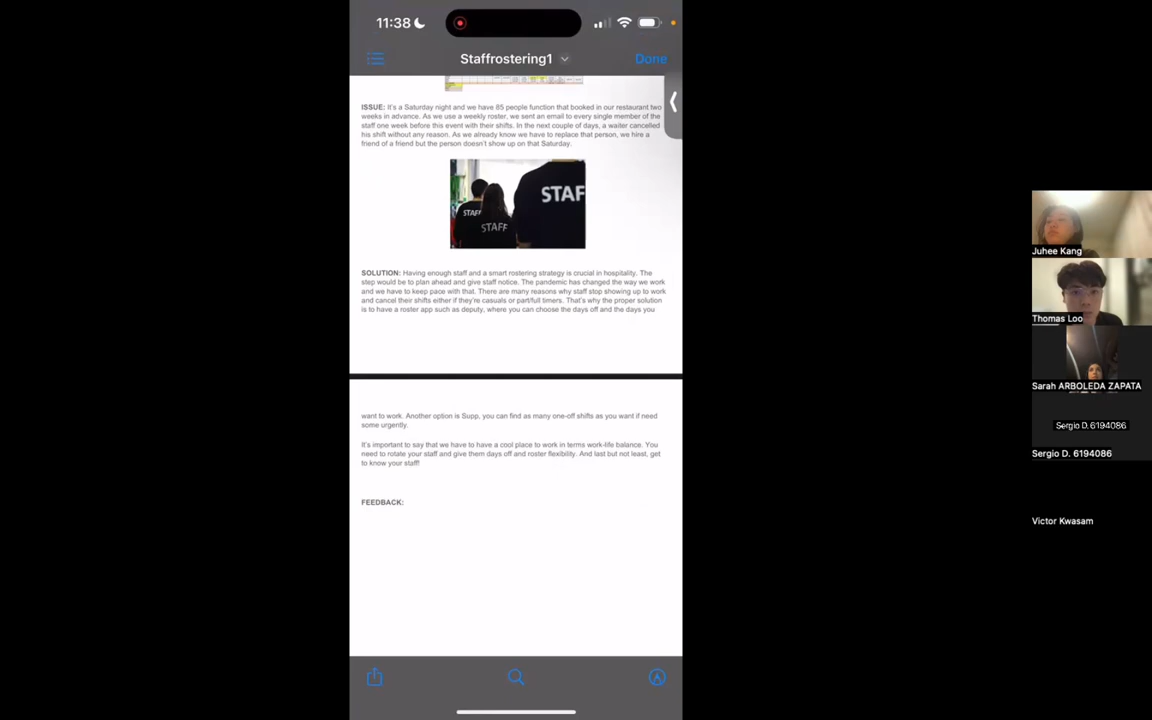 11:38
Staffrostering1
Done
ISSUE: It's a Saturday night and we have 85 people function that booked in our restaurant two
weeks in advance. As we use a weekly roster, we sent an email to every single member of the
staff one week before this event with their shifts. In the next couple of days, a waiter cancelled
his shift without any reason. As we already know we have to replace that person, we hire a
friend of a friend but the person doesn't show up on that Saturday.
STAF
STAFF
STAFF
SOLUTION: Having enough staff and a smart rostering strategy is crucial in hospitality. The
step would be to plan ahead and give staff notice. The pandemic has changed the way we work
and we have to keep pace with that. There are many reasons why staff stop showing up to work
and cancel their shifts either if they're casuals or part/full timers. That's why the proper solution
is to have a roster app such as deputy, where you can choose the days off and the days you
want to work. Another option is Supp, you can find as many one-off shifts as you want if need
some urgently.
It's important to say that we have to have a cool place to work in terms work-life balance. You
need to rotate your staff and give them days off and roster flexibility. And last but not least, get
to know your staff!
FEEDBACK:
Juhee Kang
Thomas Loo
Sarah ARBOLEDA ZAPATA
Sergio D. 6194086
Sergio D. 6194086
Victor Kwasam